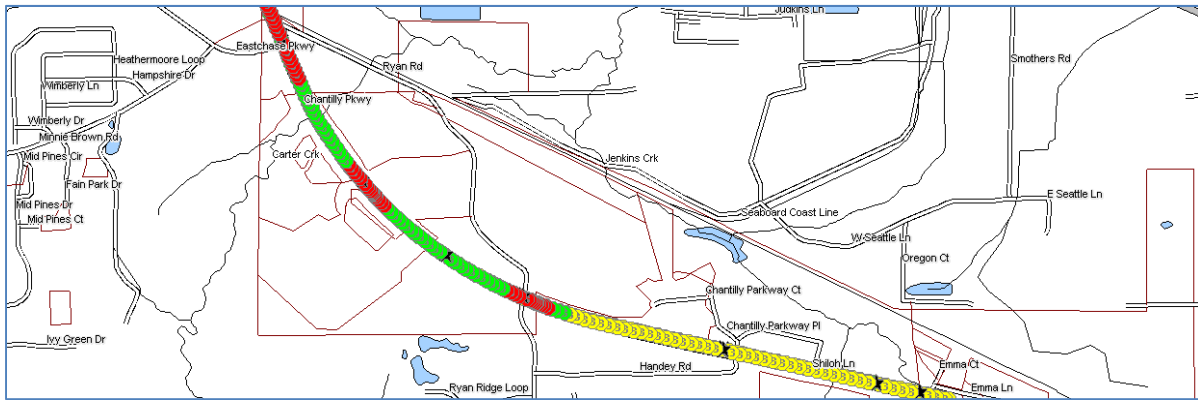 Judkins Ln
Eastchase Pkwy
Heathermoore Loop
Ryan Rd
Smothers Rd
Hampshire Dr
Wimberly Ln
Chantilly Pkwy
Wimberly Dr
Minnie Brown Rd
Mid Pines Cir
Carter Crk
Jenkins Crk
Fain Park Dr
E Seattle Ln
Mid Pines Dr
Seaboard Coast Line
Mid Pines Ct
W Seattle Ln
Oregon Ct
Chantilly Parkway Ct
Chantilly Parkway Pl
Ivy Green Dr
Shiloh Ln
Emma Ct
Handey Rd
Ryan Ridge Loop
Emma Ln